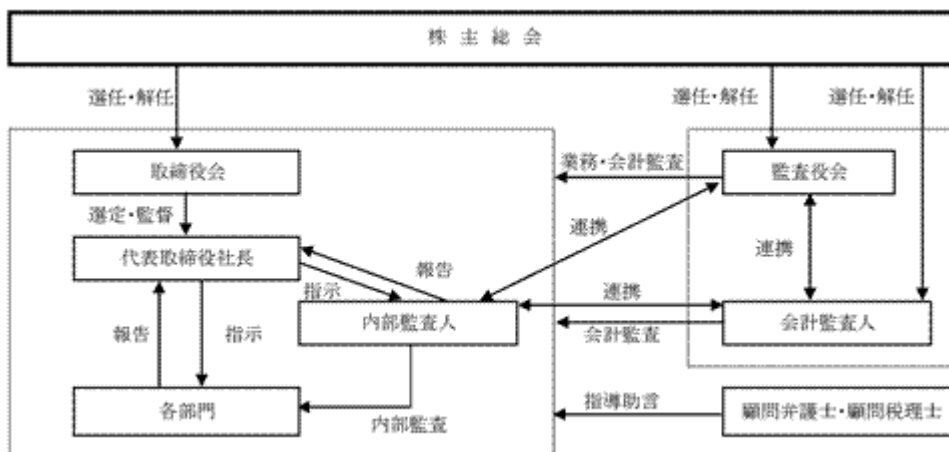 株主総会
選任・解任
選任・解任
選任・解任
取締役会
業務・会計監査
監査役会
選定・監督
連携
連携
代表取締役社長
報告
指示
連携
内部監査人
会計監査人
報告
指示
会計監査
各部門
内部監査
指導助言
顧問弁護士・顧問税理士